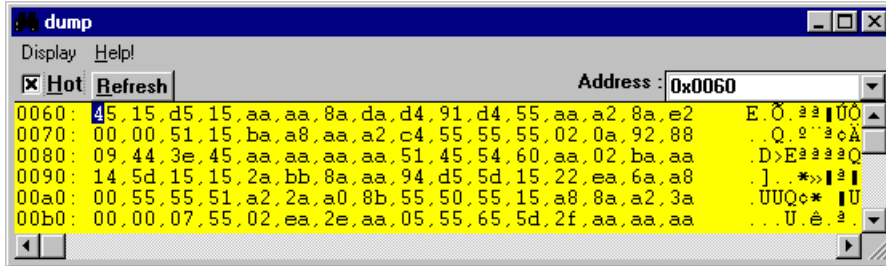 dump
Display Help!
Hot Refresh Address : 0x0060
0060: 45,15,d5,15,aa,aa,8a,da,d4,91,d4,55,aa,a2,8a,e2 E.Õ.ªª▮ÚÔ
0070: 00,00,51,15,ba,a8,aa,a2,c4,55,55,55,02,0a,92,88 ..Q.º¨ª¢Ä
0080: 09,44,3e,45,aa,aa,aa,aa,51,45,54,60,aa,02,ba,aa .D>EªªªªQ
0090: 14,5d,15,15,2a,bb,8a,aa,94,d5,5d,15,22,ea,6a,a8 .]..*»▮ª▮
00a0: 00,55,55,51,a2,2a,a0,8b,55,50,55,15,a8,8a,a2,3a .UUQ¢* ▮U
00b0: 00,00,07,55,02,ea,2e,aa,05,55,65,5d,2f,aa,aa,aa ...U.ê.ª.